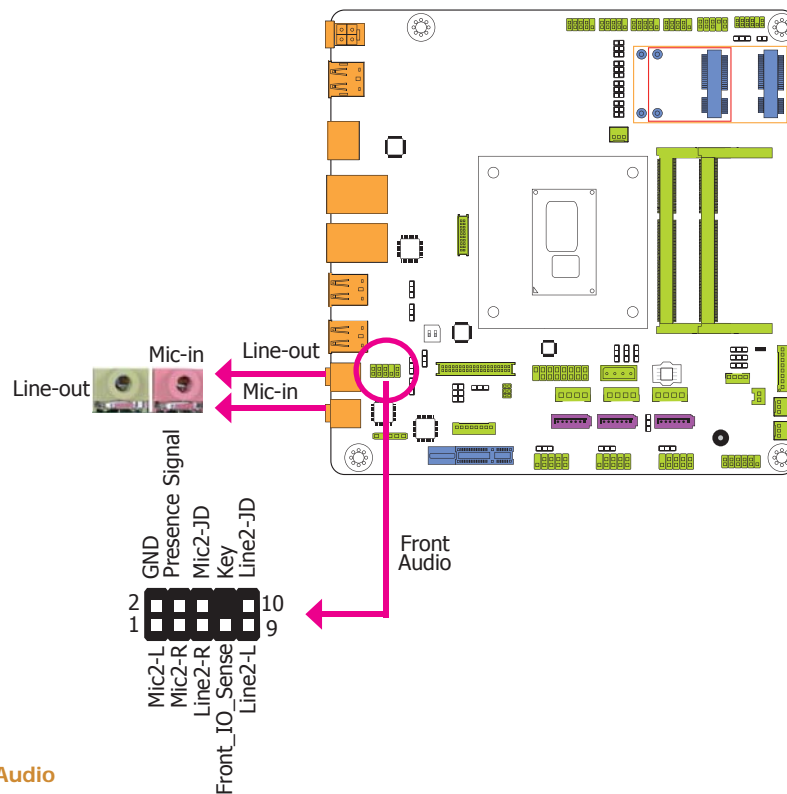 Mic-in
Line-out
Line-out
Mic-in
Front
Audio
GND
Presence Signal
Mic2-JD
Key
Line2-JD
2
10
1
9
Mic2-L
Mic2-R
Line2-R
Front_IO_Sense
Line2-L
Audio